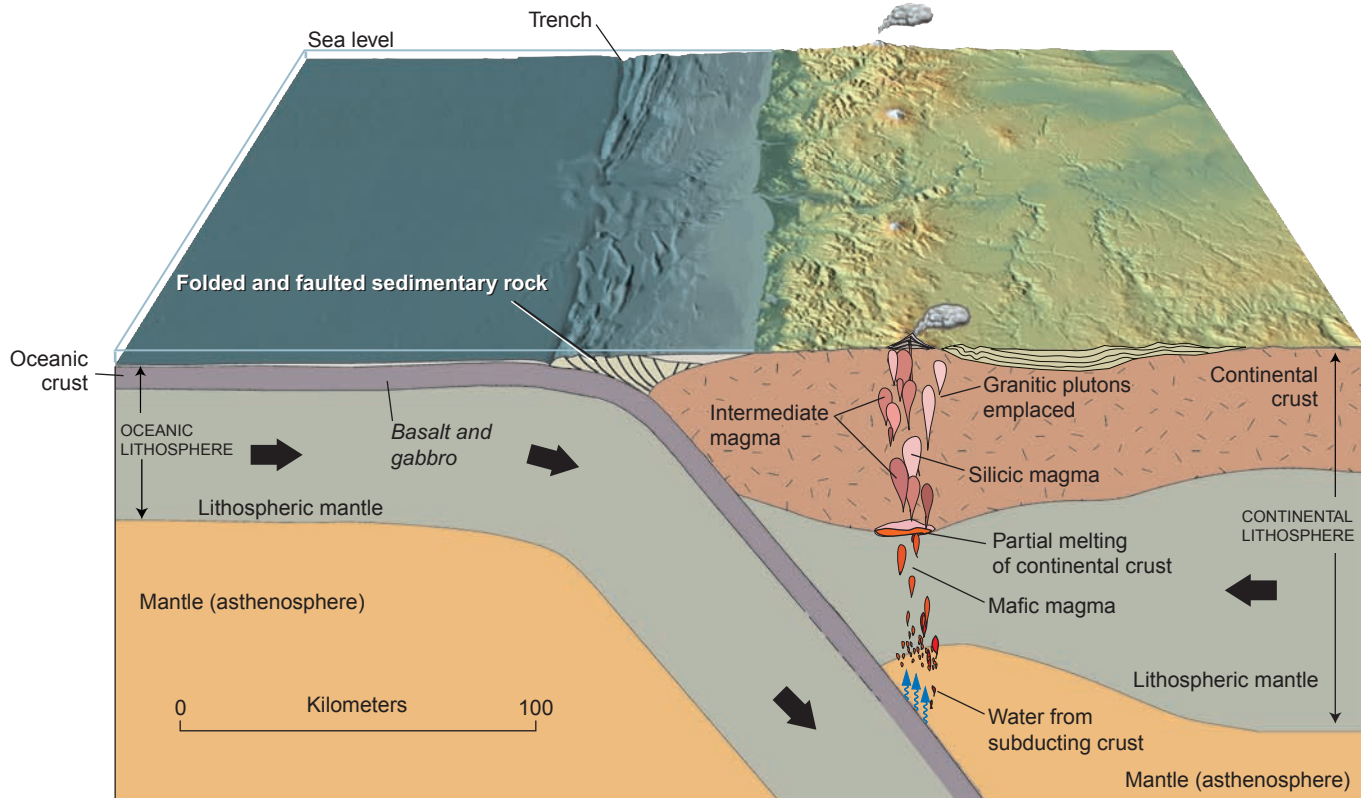 Trench
Sea level
Folded and faulted sedimentary rock
Oceanic
crust
OCEANIC
LITHOSPHERE
Basalt and
gabbro
Lithospheric mantle
Mantle (asthenosphere)
0 Kilometers 100
Intermediate
magma
Granitic plutons
emplaced
Silicic magma
Continental
crust
Partial melting
of continental crust
Mafic magma
CONTINENTAL
LITHOSPHERE
Lithospheric mantle
Water from
subducting crust
Mantle (asthenosphere)